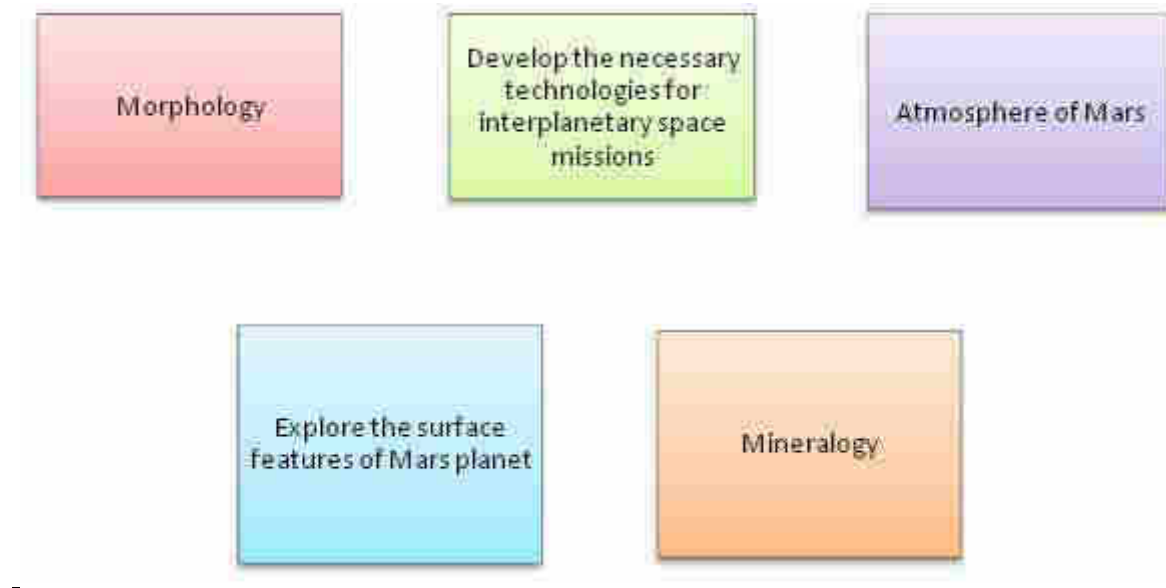 Morphology
Develop the necessary
technologies for
interplanetary space
missions
Atmosphere of Mars
Explore the surface
features of Mars planet
Mineralogy